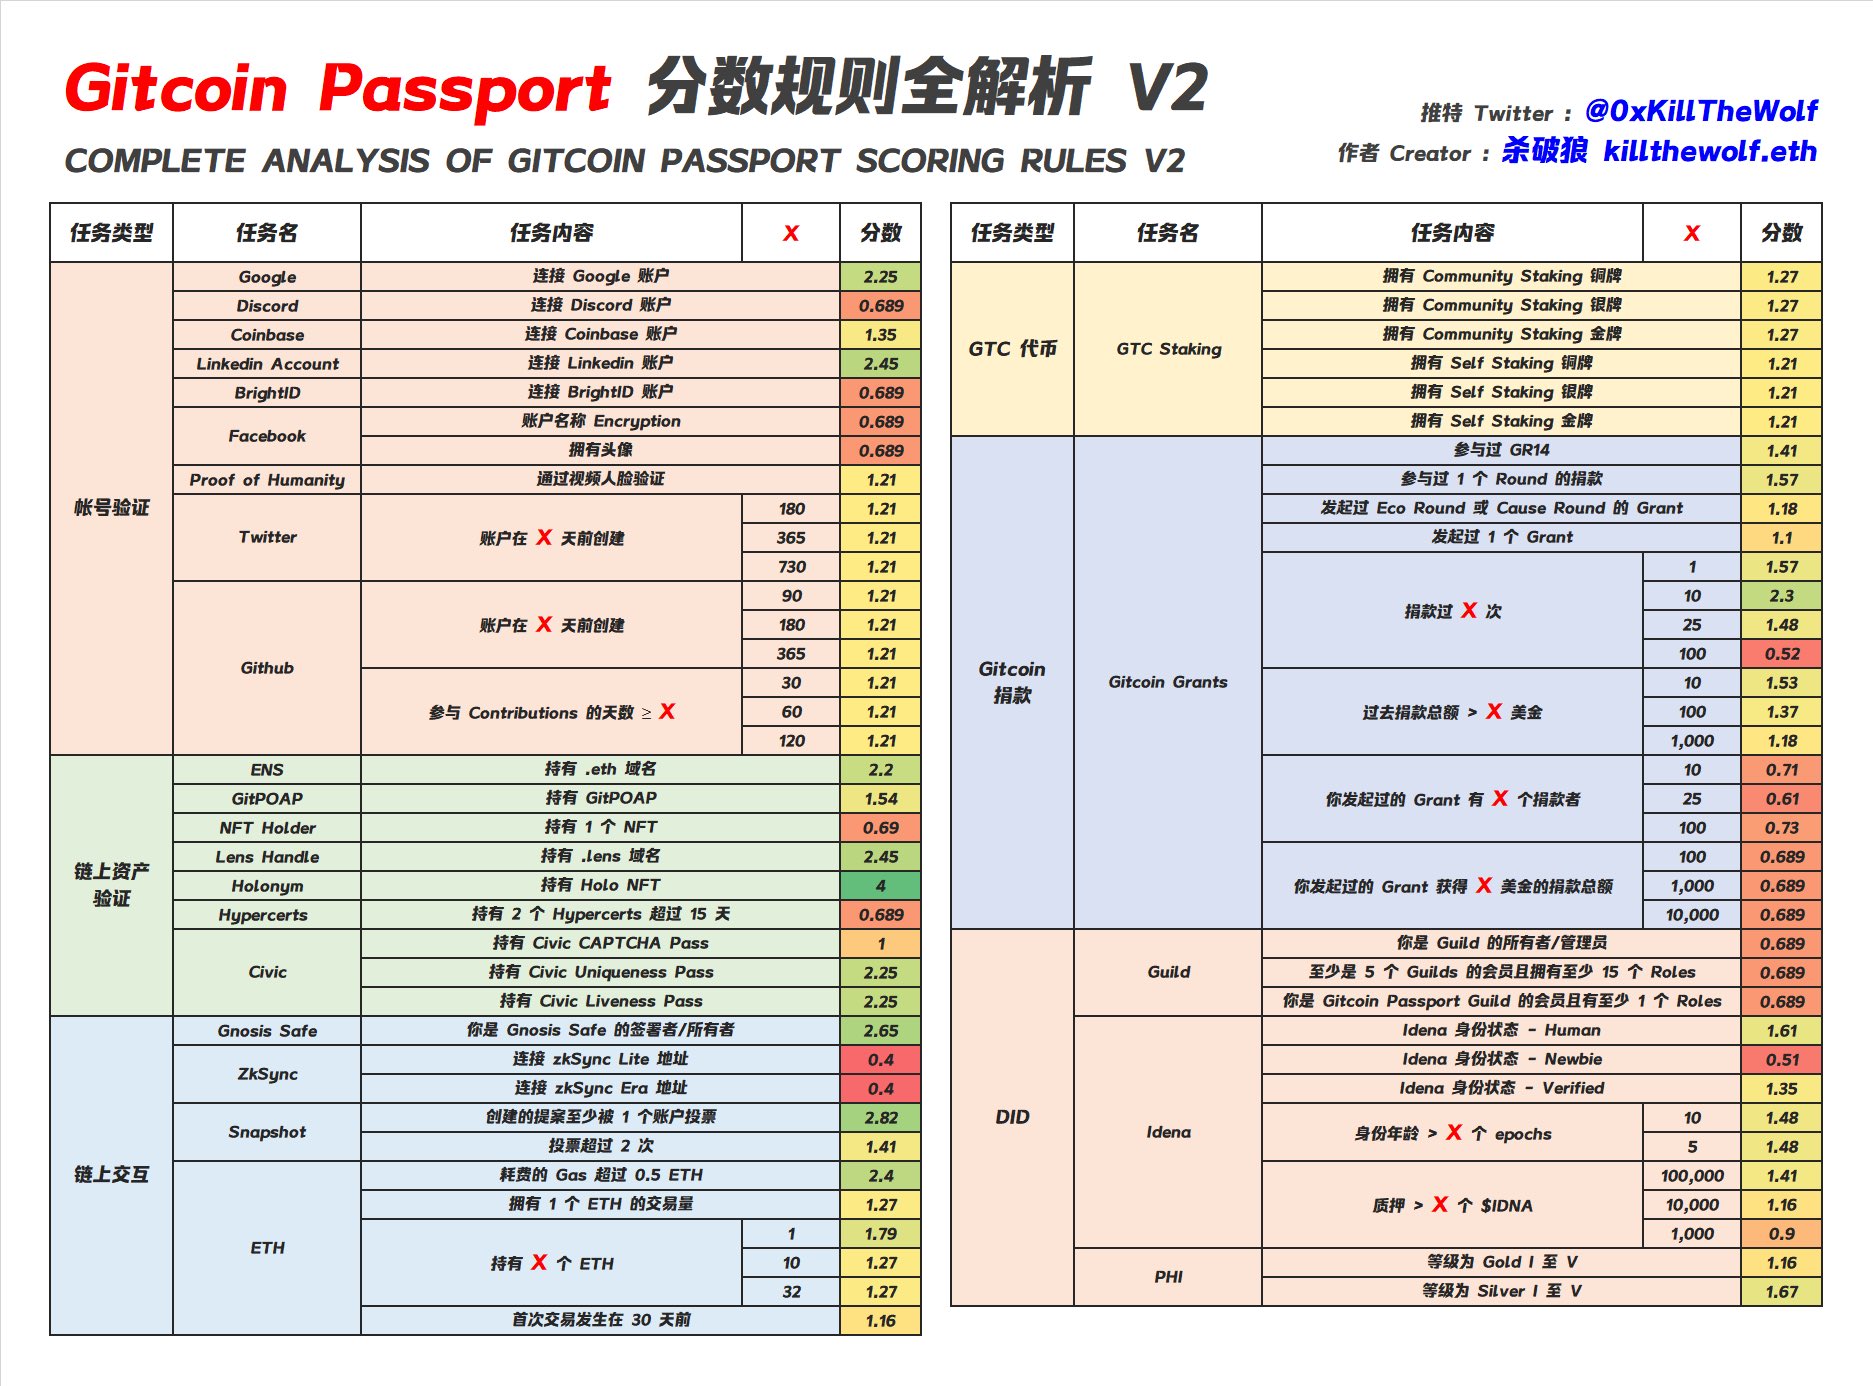 Gitcoin Passport 分数规则全解析 V2
COMPLETE ANALYSIS OF GITCOIN PASSPORT SCORING RULES V2
推特 Twitter : @0xKillTheWolf
作者 Creator : 杀破狼 killthewolf.eth
任务类型 任务名 任务内容 X 分数
帐号验证
Google 连接 Google 账户 2.25
Discord 连接 Discord 账户 0.689
Coinbase 连接 Coinbase 账户 1.35
Linkedin Account 连接 Linkedin 账户 2.45
BrightID 连接 BrightID 账户 0.689
Facebook
账户名称 Encryption 0.689
拥有头像 0.689
Proof of Humanity 通过视频人脸验证 1.21
Twitter
账户在 X 天前创建
180 1.21
365 1.21
730 1.21
Github
账户在 X 天前创建
90 1.21
180 1.21
365 1.21
参与 Contributions 的天数 ≥ X
30 1.21
60 1.21
120 1.21
链上资产
验证
ENS 持有 .eth 域名 2.2
GitPOAP 持有 GitPOAP 1.54
NFT Holder 持有 1 个 NFT 0.69
Lens Handle 持有 .lens 域名 2.45
Holonym 持有 Holo NFT 4
Hypercerts 持有 2 个 Hypercerts 超过 15 天 0.689
Civic
持有 Civic CAPTCHA Pass 1
持有 Civic Uniqueness Pass 2.25
持有 Civic Liveness Pass 2.25
链上交互
Gnosis Safe 你是 Gnosis Safe 的签署者/所有者 2.65
ZkSync
连接 zkSync Lite 地址 0.4
连接 zkSync Era 地址 0.4
Snapshot
创建的提案至少被 1 个账户投票 2.82
投票超过 2 次 1.41
ETH
耗费的 Gas 超过 0.5 ETH 2.4
拥有 1 个 ETH 的交易量 1.27
持有 X 个 ETH
1 1.79
10 1.27
32 1.27
首次交易发生在 30 天前 1.16
任务类型 任务名 任务内容 X 分数
GTC 代币
GTC Staking
拥有 Community Staking 铜牌 1.27
拥有 Community Staking 银牌 1.27
拥有 Community Staking 金牌 1.27
拥有 Self Staking 铜牌 1.21
拥有 Self Staking 银牌 1.21
拥有 Self Staking 金牌 1.21
Gitcoin
捐款
Gitcoin Grants
参与过 GR14 1.41
参与过 1 个 Round 的捐款 1.57
发起过 Eco Round 或 Cause Round 的 Grant 1.18
发起过 1 个 Grant 1.1
捐款过 X 次
1 1.57
10 2.3
25 1.48
100 0.52
过去捐款总额 > X 美金
10 1.53
100 1.37
1,000 1.18
你发起过的 Grant 有 X 个捐款者
10 0.71
25 0.61
100 0.73
你发起过的 Grant 获得 X 美金的捐款总额
100 0.689
1,000 0.689
10,000 0.689
DID
Guild
你是 Guild 的所有者/管理员 0.689
至少是 5 个 Guilds 的会员且拥有至少 15 个 Roles 0.689
你是 Gitcoin Passport Guild 的会员且有至少 1 个 Roles 0.689
Idena
Idena 身份状态 - Human 1.61
Idena 身份状态 - Newbie 0.51
Idena 身份状态 - Verified 1.35
身份年龄 > X 个 epochs
10 1.48
5 1.48
质押 > X 个 $IDNA
100,000 1.41
10,000 1.16
1,000 0.9
PHI
等级为 Gold I 至 V 1.16
等级为 Silver I 至 V 1.67